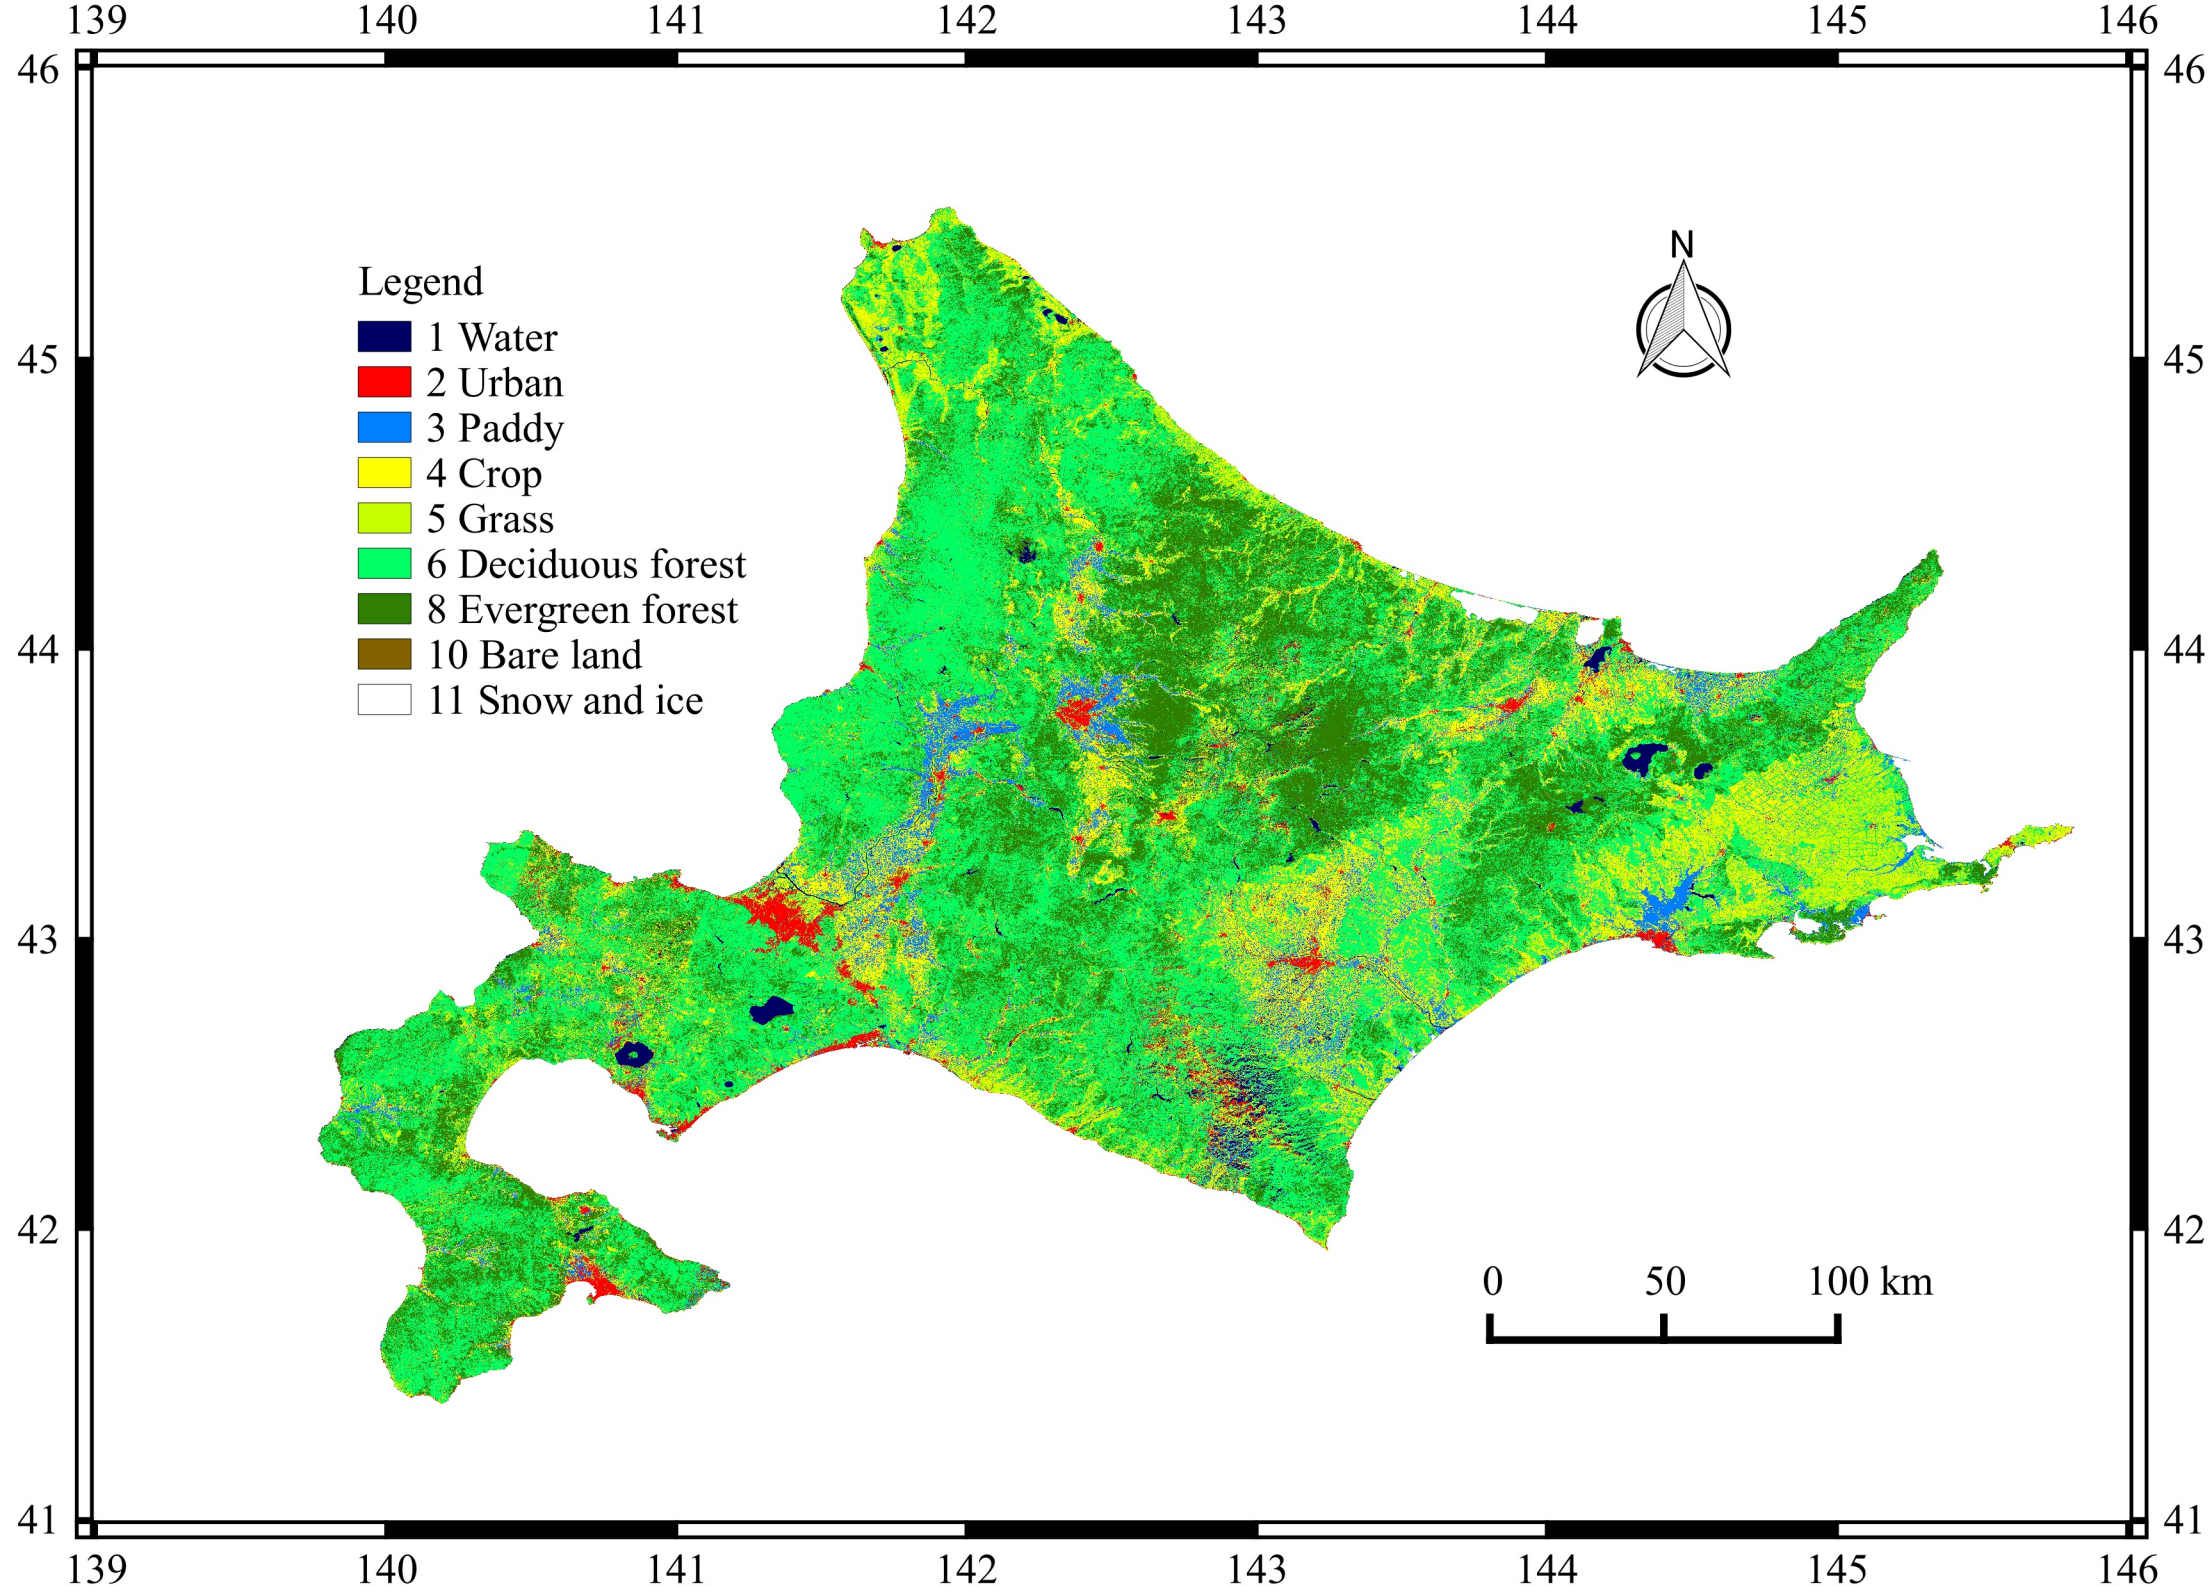 139 140 141 142 143 144 145 146
46 46
N
Legend
1 Water
45 45
2 Urban
3 Paddy
4 Crop
5 Grass
6 Deciduous forest
8 Evergreen forest
44 44
10 Bare land
11 Snow and ice
43 43
42 42
0 50 100 km
41 41
139 140 141 142 143 144 145 146